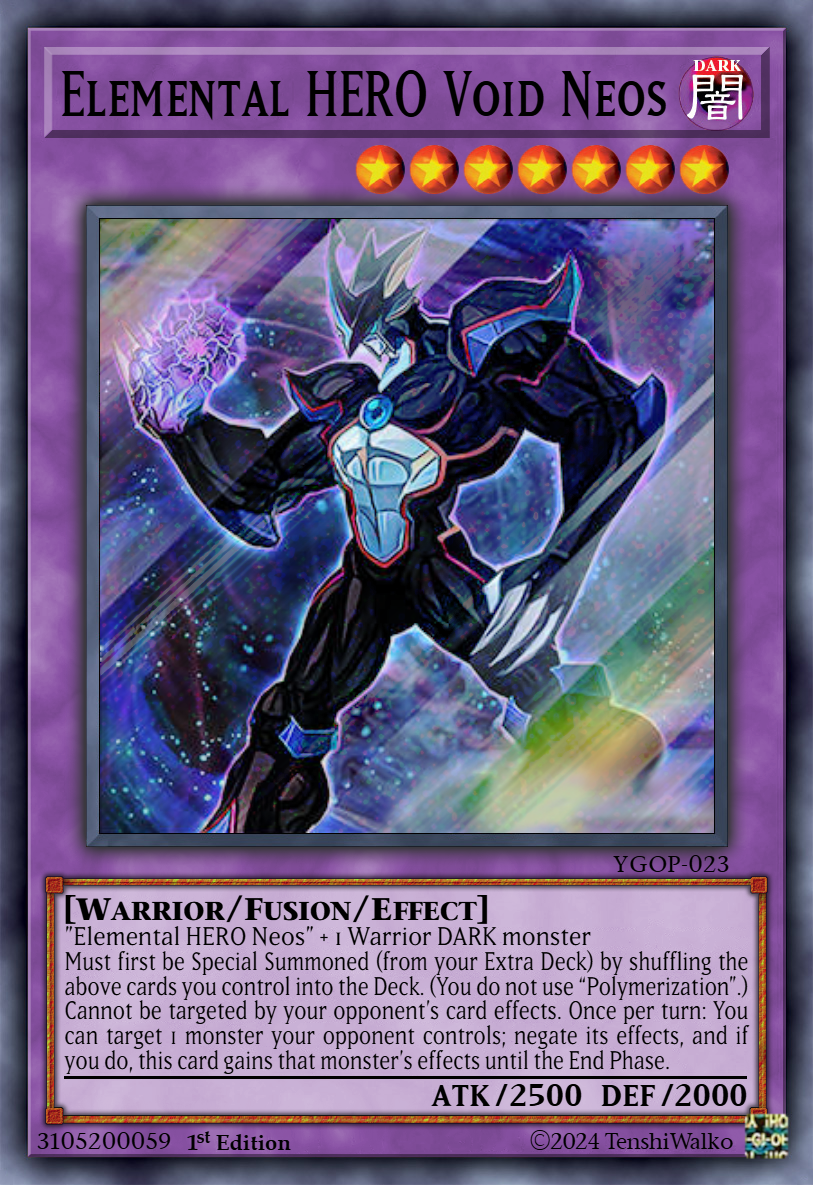 Elemental HERO Void Neos
DARK
闇
YGOP-023
[Warrior/Fusion/Effect]
"Elemental HERO Neos" + 1 Warrior DARK monster
Must first be Special Summoned (from your Extra Deck) by shuffling the
above cards you control into the Deck. (You do not use “Polymerization”.)
Cannot be targeted by your opponent’s card effects. Once per turn: You
can target 1 monster your opponent controls; negate its effects, and if
you do, this card gains that monster’s effects until the End Phase.
ATK/2500 DEF/2000
3105200059 1st Edition ©2024 TenshiWalko